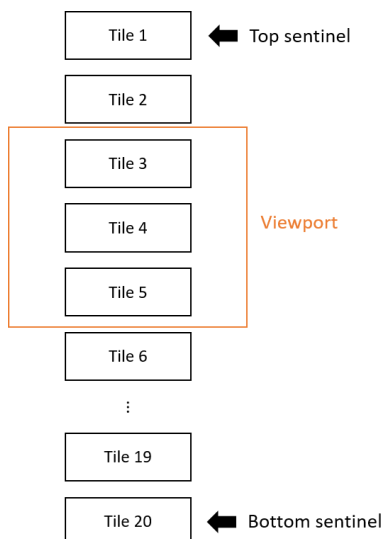 Tile 1
Top sentinel
Tile 2
Tile 3
Tile 4
Viewport
Tile 5
Tile 6
...
Tile 19
Tile 20
Bottom sentinel